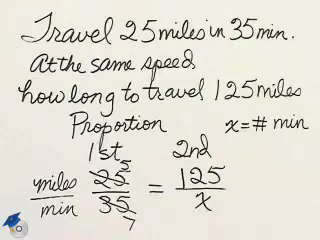 Travel 25 miles in 35 min.
At the same speed
how long to travel 125 miles
Proportion x = # min
1st 2nd
5
miles 25 = 125
min 35 x
7